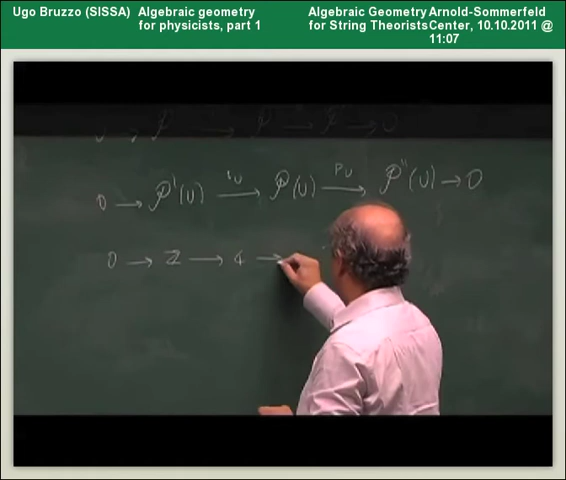 Ugo Bruzzo (SISSA)
Algebraic geometry
for physicists, part 1
Algebraic Geometry
for String Theorists
Arnold-Sommerfeld
Center, 10.10.2011 @
11:07
0 → 𝒫'(U) → 𝒫(U) → 𝒫''(U) → 0
0 → ℤ →